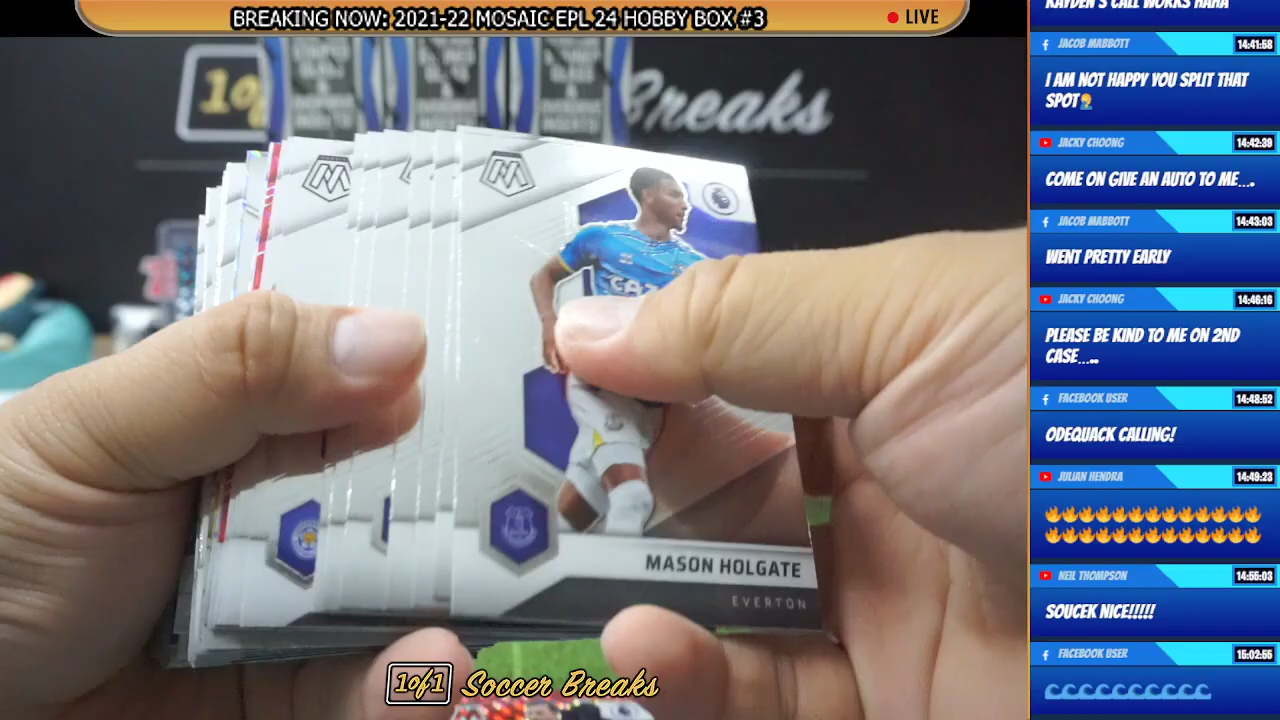 BREAKING NOW: 2021-22 MOSAIC EPL 24 HOBBY BOX #3
LIVE
Breaks
MASON HOLGATE
EVERTON
1of1 Soccer Breaks
KAYDEN'S CALL WORKS HAHA
JACOB MABBOTT 14:41:58
I AM NOT HAPPY YOU SPLIT THAT
SPOT🤦‍♂️
JACKY CHOONG 14:42:39
COME ON GIVE AN AUTO TO ME....
JACOB MABBOTT 14:43:03
WENT PRETTY EARLY
JACKY CHOONG 14:46:16
PLEASE BE KIND TO ME ON 2ND
CASE.....
FACEBOOK USER 14:48:52
ODEQUACK CALLING!
JULIAN HENDRA 14:49:23
🔥🔥🔥🔥🔥🔥🔥🔥🔥🔥🔥🔥🔥
🔥🔥🔥🔥🔥🔥🔥🔥🔥🔥🔥🔥🔥
NEIL THOMPSON 14:55:03
SOUCEK NICE!!!!!
FACEBOOK USER 15:02:55
🌊🌊🌊🌊🌊🌊🌊🌊🌊🌊